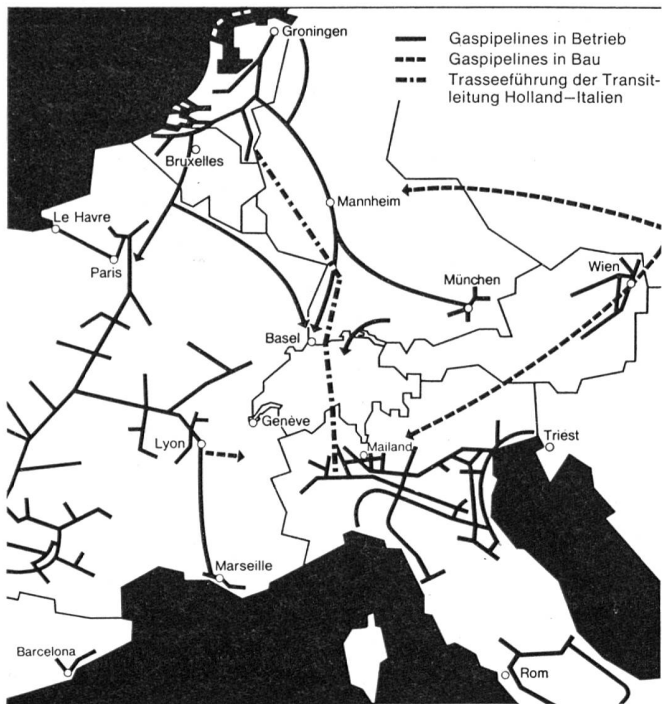 Groningen
Gaspipelines in Betrieb
Gaspipelines in Bau
Trasseeführung der Transit-
leitung Holland—Italien
Bruxelles
Mannheim
Le Havre
Paris
München
Wien
Basel
Genève
Lyon
Mailand
Triest
Marseille
Barcelona
Rom